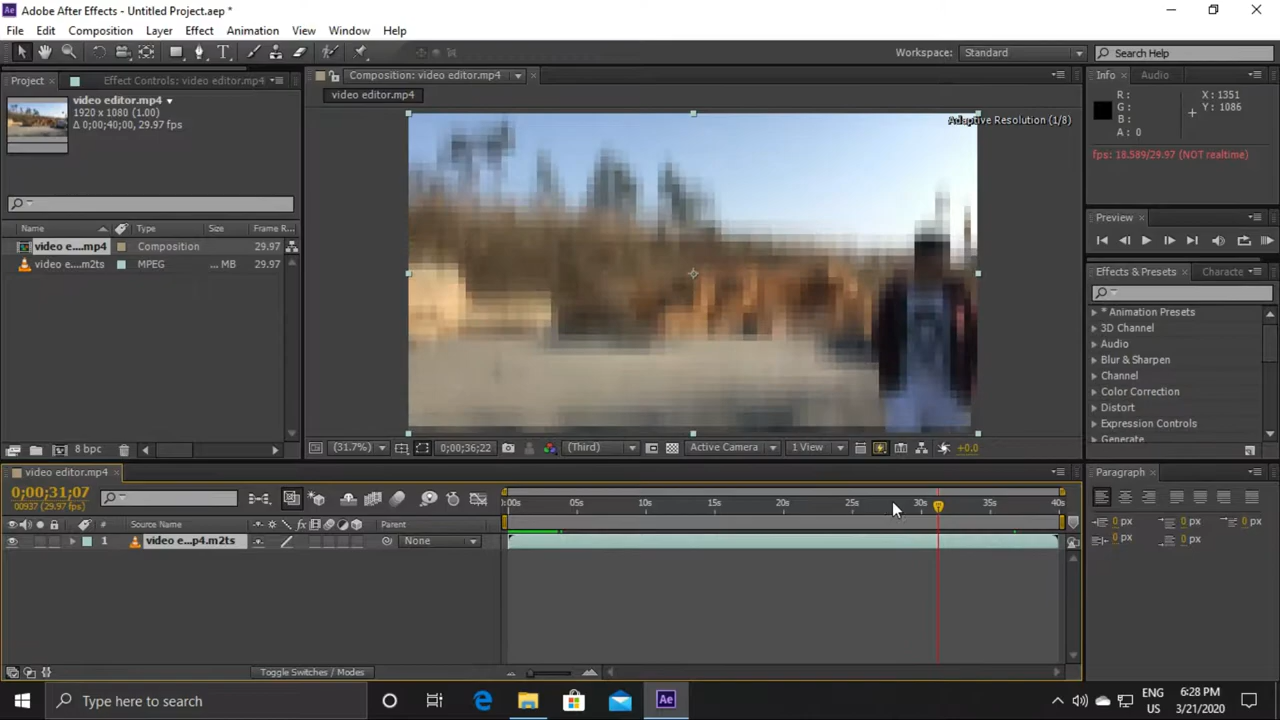 Adobe After Effects - Untitled Project.aep *
File Edit Composition Layer Effect Animation View Window Help
Workspace: Standard Search Help
Project Effect Controls: video editor.mp4
video editor.mp4
1920 x 1080 (1.00)
Δ 0;00;40;00, 29.97 fps
Name Type Size Frame R...
video e....mp4 Composition 29.97
video e....m2ts MPEG ... MB 29.97
8 bpc
Composition: video editor.mp4
video editor.mp4
Adaptive Resolution (1/8)
(31.7%) 0;00;36;22 (Third) Active Camera 1 View +0.0
Info Audio
R: X: 1351
G: Y: 1086
B:
A: 0
fps: 18.589/29.97 (NOT realtime)
Preview
Effects & Presets Characte
* Animation Presets
3D Channel
Audio
Blur & Sharpen
Channel
Color Correction
Distort
Expression Controls
Generate
video editor.mp4
0;00;31;07
00937 (29.97 fps)
:00s 05s 10s 15s 20s 25s 30s 35s 40s
# Source Name Parent
1 video e...p4.m2ts None
Toggle Switches / Modes
Paragraph
0 px 0 px 0 px
0 px 0 px
Type here to search
ENG
US
6:28 PM
3/21/2020